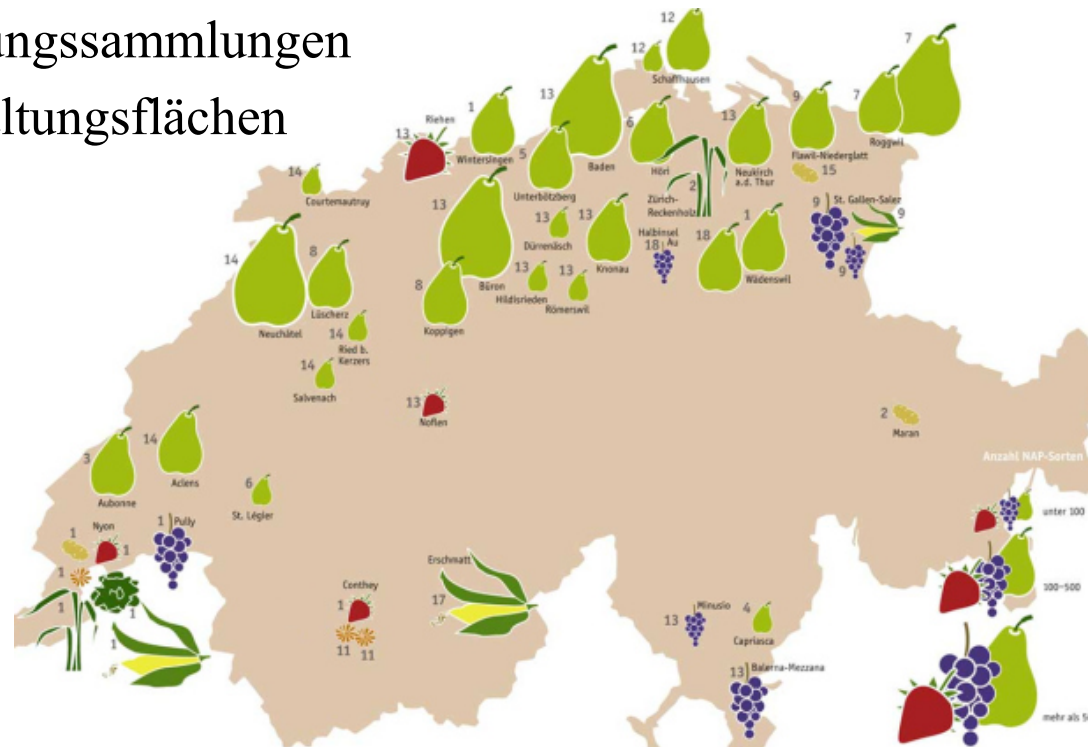 ungssammlungen
ltungsflächen
12
12
Schaffhausen
7
7
Roggwil
13
Baden
1
Wintersingen
Riehen
13
5
Unterbötzberg
6
Höri
13
Neukirch
a.d. Thur
9
Flawil-Niederglatt
15
2
Zürich-
Reckenholz
14
Courtemautruy
13
Büron
13
Dürrenäsch
13
Knonau
Halbinsel
Au
18
18
1
Wädenswil
9
St. Gallen-Salez
9
9
14
Neuchâtel
8
Lüscherz
8
Koppigen
13
Hildisrieden
13
Römerswil
14
Ried b.
Kerzers
14
Salvenach
13
Noflen
2
Maran
3
Aubonne
14
Aclens
6
St. Légier
Nyon
1
1
1
Pully
1
1
1
1
Conthey
1
11
11
Erschmatt
17
13
Minusio
4
Capriasca
13
Balerna-Mezzana
Anzahl NAP-Sorten
unter 100
100–500
mehr als 5